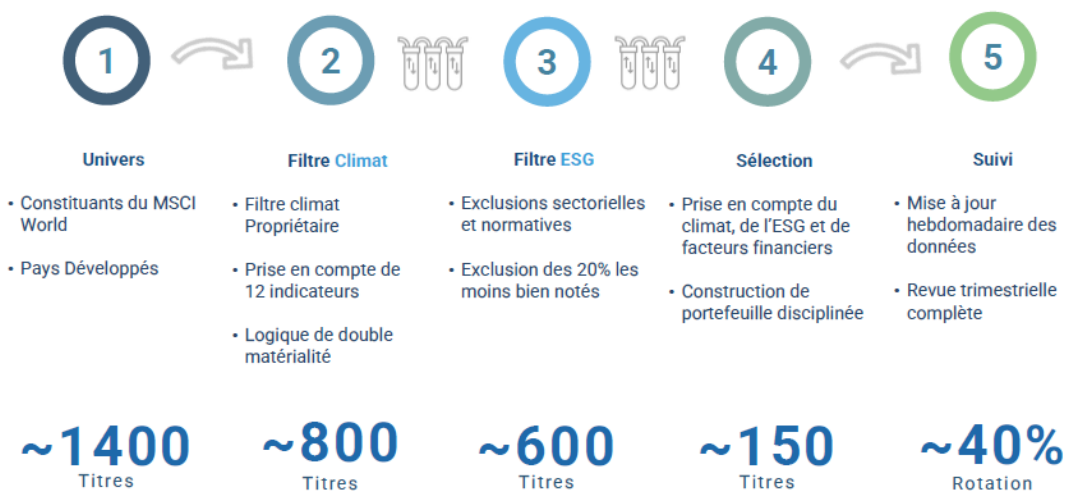 1
2
3
4
5
Univers
• Constituants du MSCI
World
• Pays Développés
~1400
Titres
Filtre Climat
• Filtre climat
Propriétaire
• Prise en compte de
12 indicateurs
• Logique de double
matérialité
~800
Titres
Filtre ESG
• Exclusions sectorielles
et normatives
• Exclusion des 20% les
moins bien notés
~600
Titres
Sélection
• Prise en compte du
climat, de l'ESG et de
facteurs financiers
• Construction de
portefeuille disciplinée
~150
Titres
Suivi
• Mise à jour
hebdomadaire des
données
• Revue trimestrielle
complète
~40%
Rotation